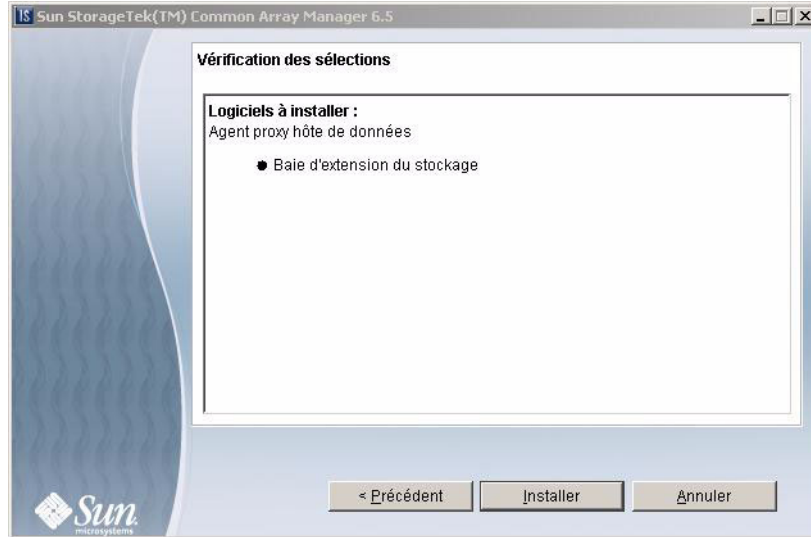 Sun StorageTek(TM) Common Array Manager 6.5
Vérification des sélections
Logiciels à installer :
Agent proxy hôte de données
Baie d'extension du stockage
< Précédent
Installer
Annuler
Sun
microsystems